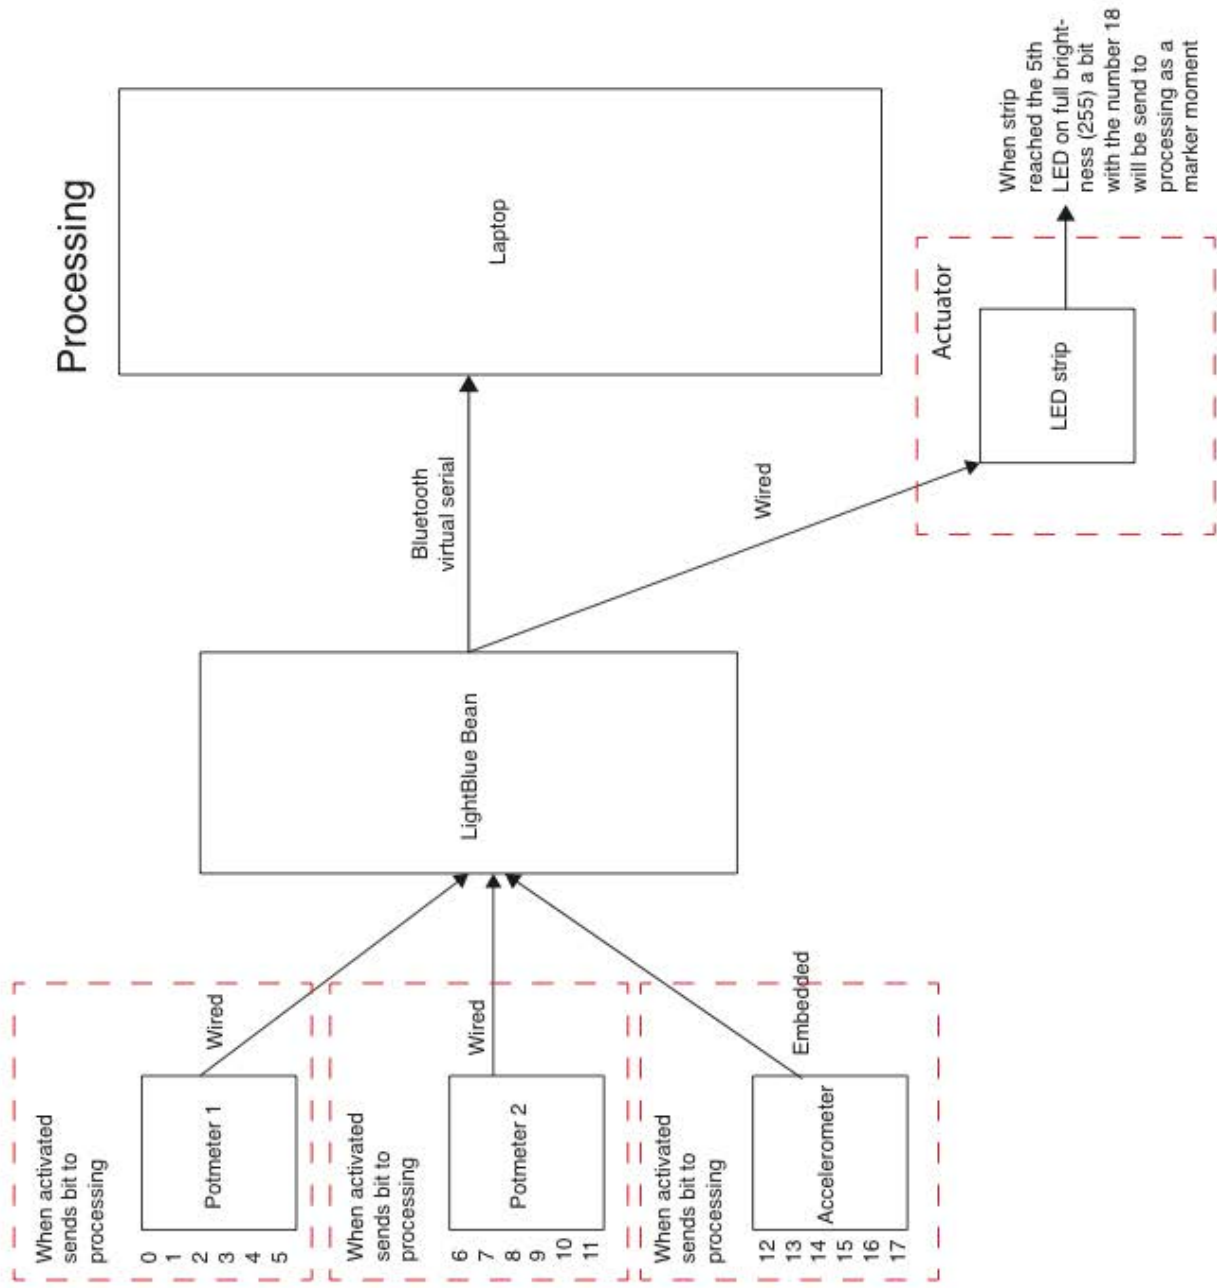 Processing
When activated
sends bit to
processing
0
1
2
3
4
5
Potmeter 1
Wired
When activated
sends bit to
processing
6
7
8
9
10
11
Potmeter 2
Wired
When activated
sends bit to
processing
12
13
14
15
16
17
Accelerometer
Embedded
LightBlue Bean
Bluetooth
virtual serial
Laptop
Wired
Actuator
LED strip
When strip
reached the 5th
LED on full bright-
ness (255) a bit
with the number 18
will be send to
processing as a
marker moment